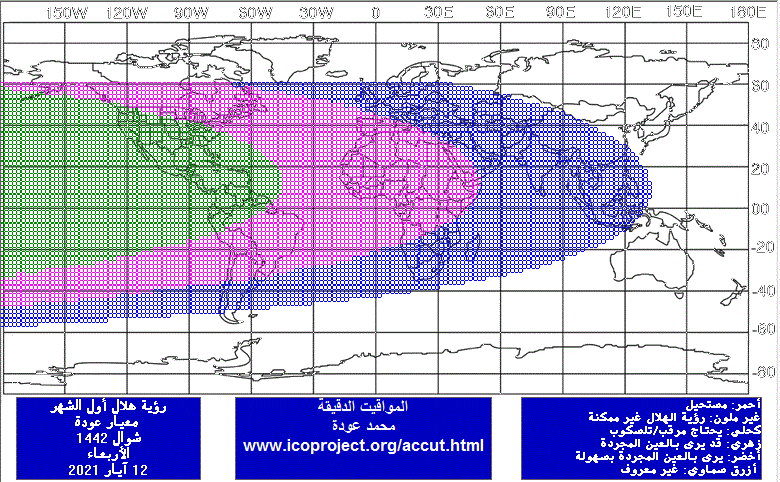 150W 120W 90W 60W 30W 0 30E 60E 90E 120E 150E 180E
80
60
40
20
00
-20
-40
-60
-80
رؤية هلال أول الشهر
معيار عودة
شوال 1442
الأربعاء
12 آيار 2021
المواقيت الدقيقة
محمد عودة
www.icoproject.org/accut.html
أحمر: مستحيل
غير ملون: رؤية الهلال غير ممكنة
كحلي: يحتاج مرقب/تلسكوب
زهري: قد يرى بالعين المجردة
أخضر: يرى بالعين المجردة بسهولة
أزرق سماوي: غير معروف